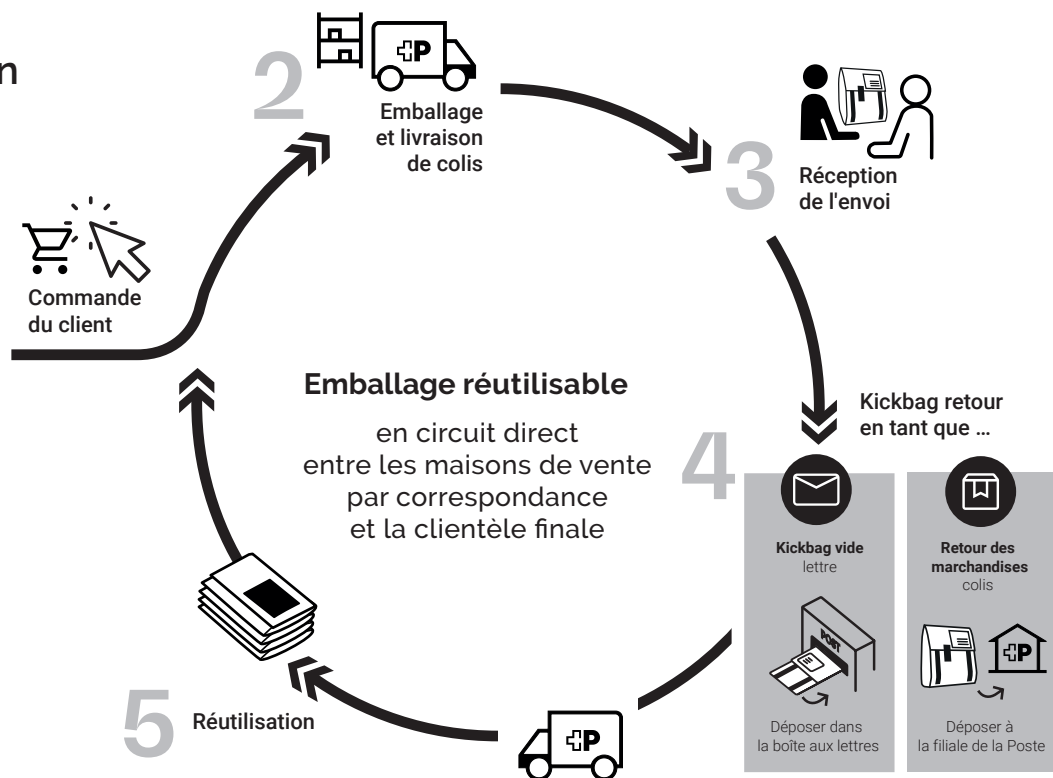 n
2
Emballage
et livraison
de colis
3
Réception
de l'envoi
Commande
du client
Emballage réutilisable
en circuit direct
entre les maisons de vente
par correspondance
et la clientèle finale
Kickbag retour
en tant que ...
4
Kickbag vide
lettre
POST
Déposer dans
la boîte aux lettres
Retour des
marchandises
colis
P
Déposer à
la filiale de la Poste
5
Réutilisation
P
P